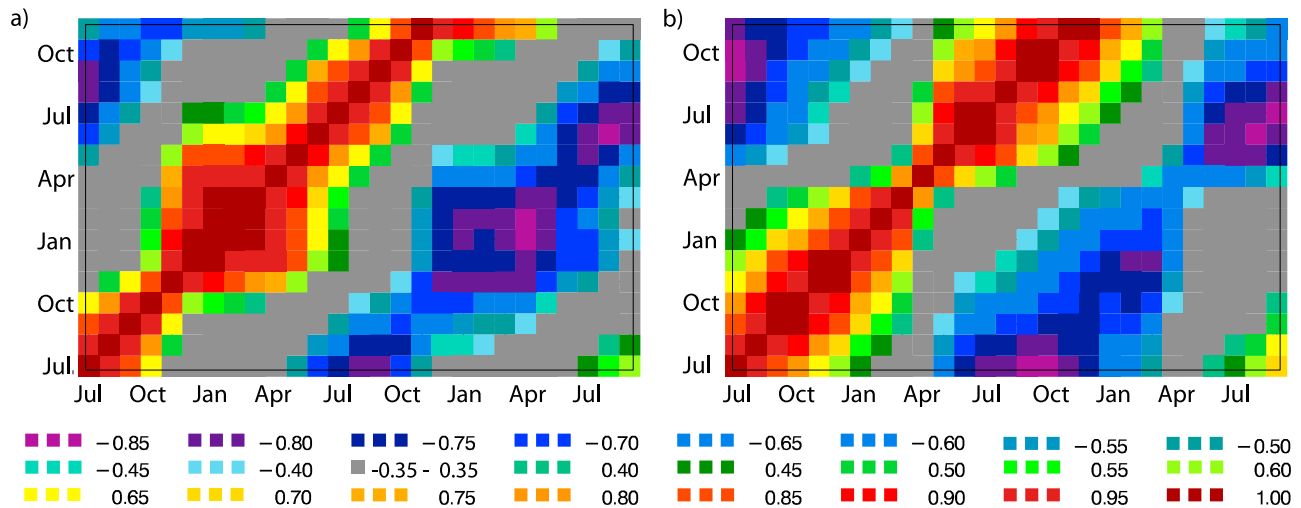 a)
Oct
Jul
Apr
Jan
Oct
Jul.
Jul Oct Jan Apr Jul Oct Jan Apr Jul
b)
Oct
Jul
Apr
Jan
Oct
Jul
Jul Oct Jan Apr Jul Oct Jan Apr Jul
−0.85 −0.80 −0.75 −0.70 −0.65 −0.60 −0.55 −0.50
−0.45 −0.40 -0.35 - 0.35 0.40 0.45 0.50 0.55 0.60
0.65 0.70 0.75 0.80 0.85 0.90 0.95 1.00